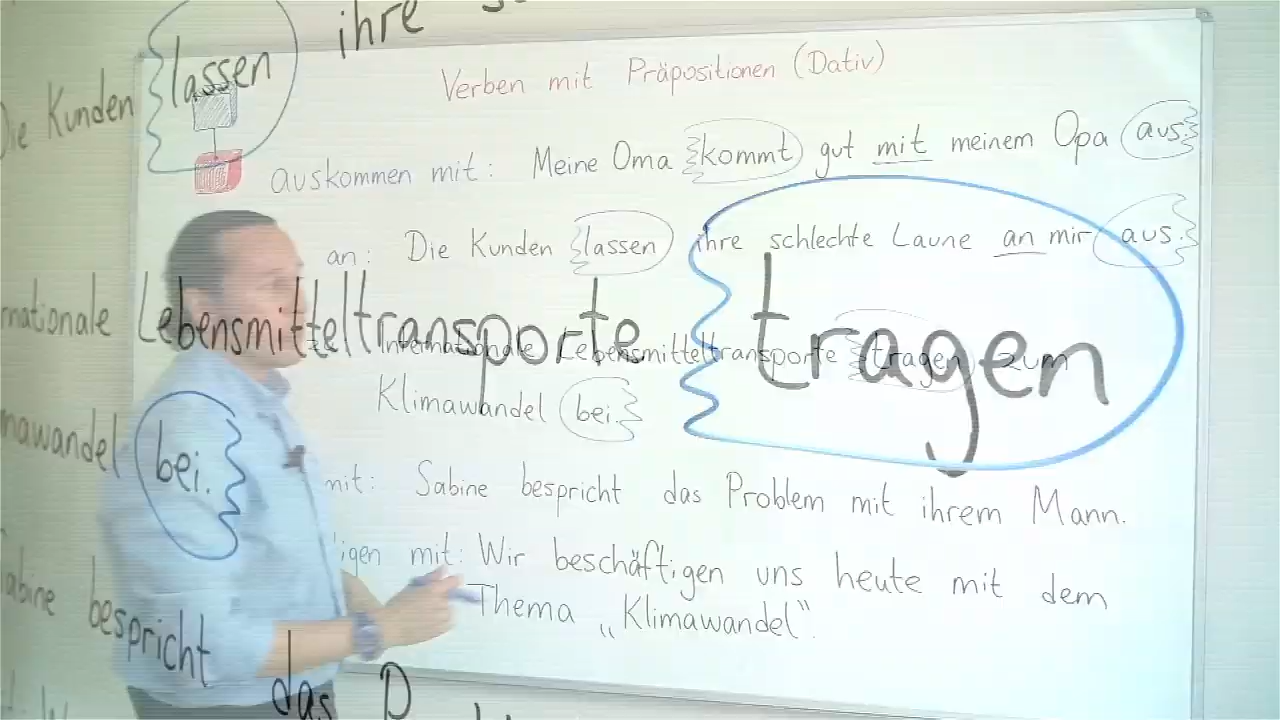 Die Kunden lassen ihre
Verben mit Präpositionen (Dativ)
auskommen mit: Meine Oma kommt gut mit meinem Opa aus.
an: Die Kunden lassen ihre schlechte Laune an mir aus.
Lebensmitteltransporte tragen
Internationale Lebensmitteltransporte tragen zum
Klimawandel bei.
bei.
mit: Sabine bespricht das Problem mit ihrem Mann.
mit: Wir beschäftigen uns heute mit dem
Thema „Klimawandel".
bespricht das